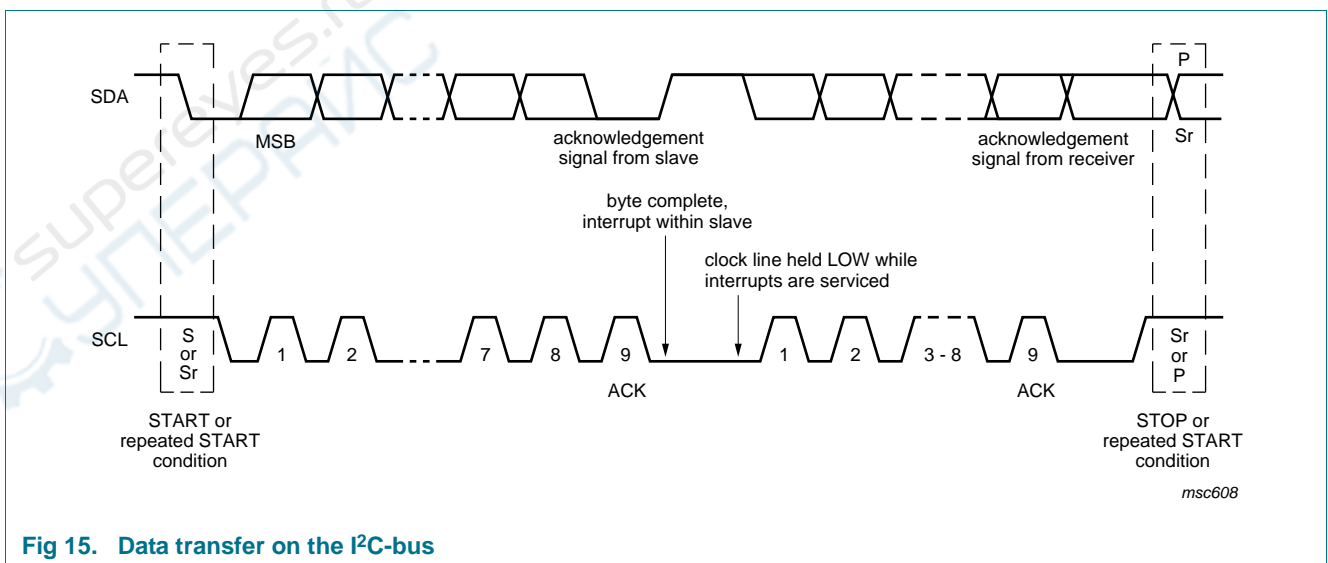 P
SDA
MSB
acknowledgement
signal from slave
acknowledgement
signal from receiver
Sr
byte complete,
interrupt within slave
clock line held LOW while
interrupts are serviced
SCL
S
or
Sr
1
2
7
8
9
1
2
3 - 8
9
Sr
or
P
ACK
ACK
START or
repeated START
condition
STOP or
repeated START
condition
msc608
Fig 15. Data transfer on the I²C-bus
supereyes.ru
СУПЕРАЙС